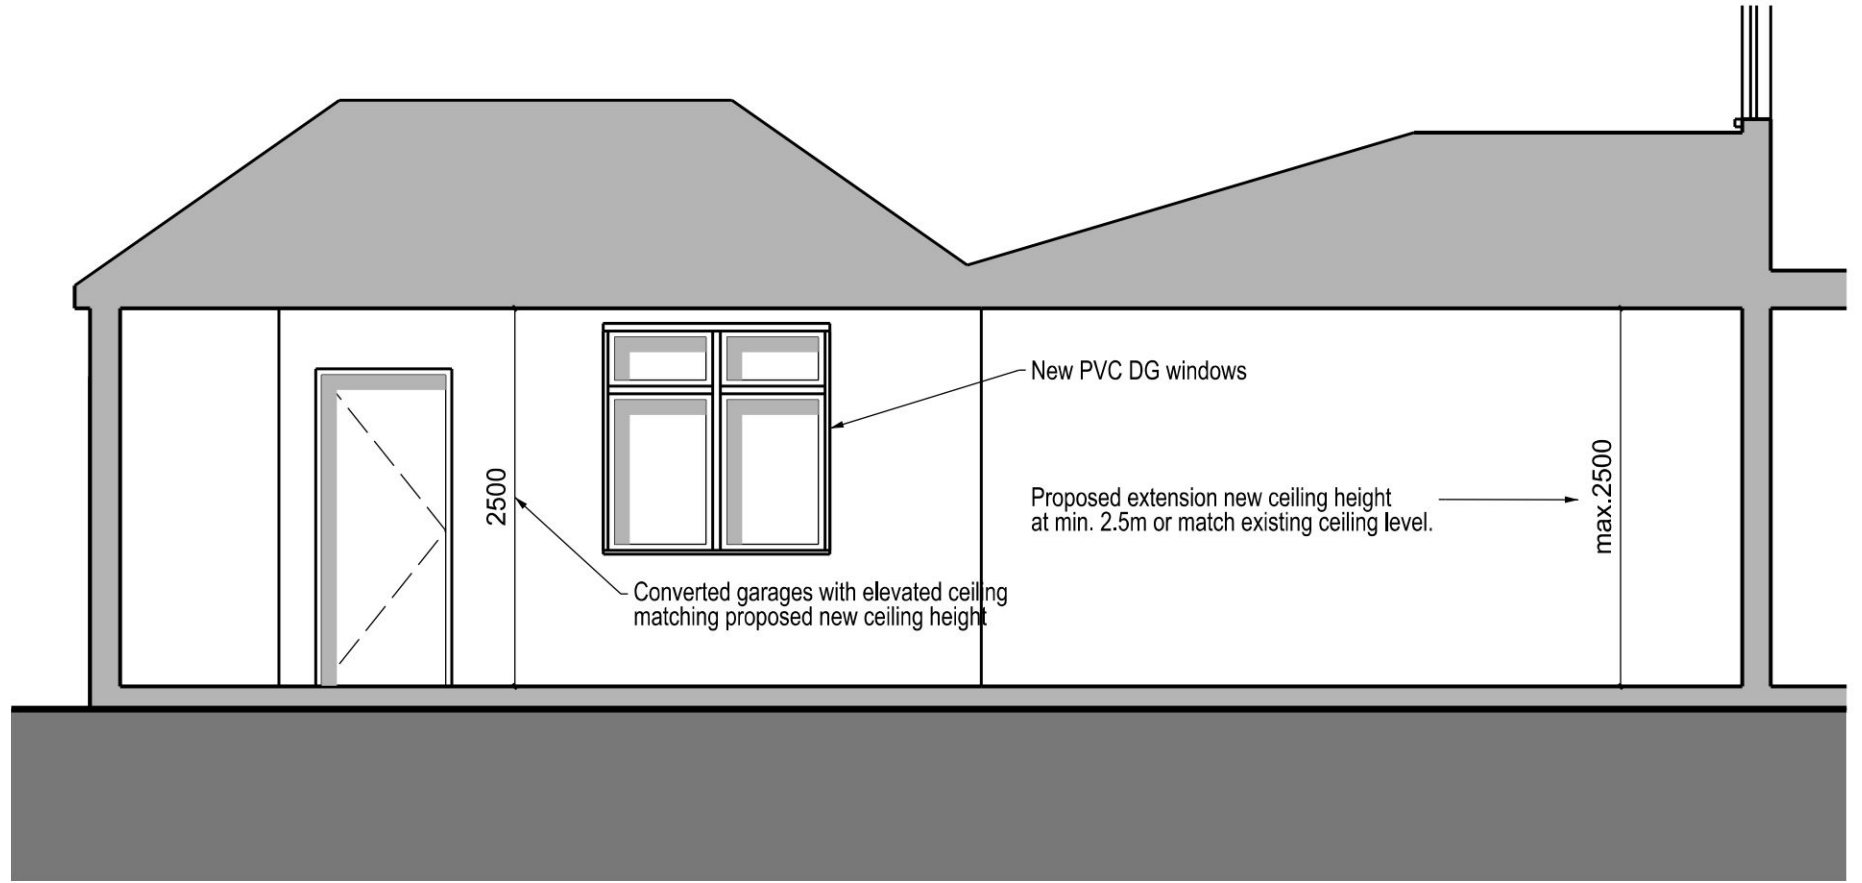 New PVC DG windows
2500
Proposed extension new ceiling height
at min. 2.5m or match existing ceiling level.
max.2500
Converted garages with elevated ceiling
matching proposed new ceiling height